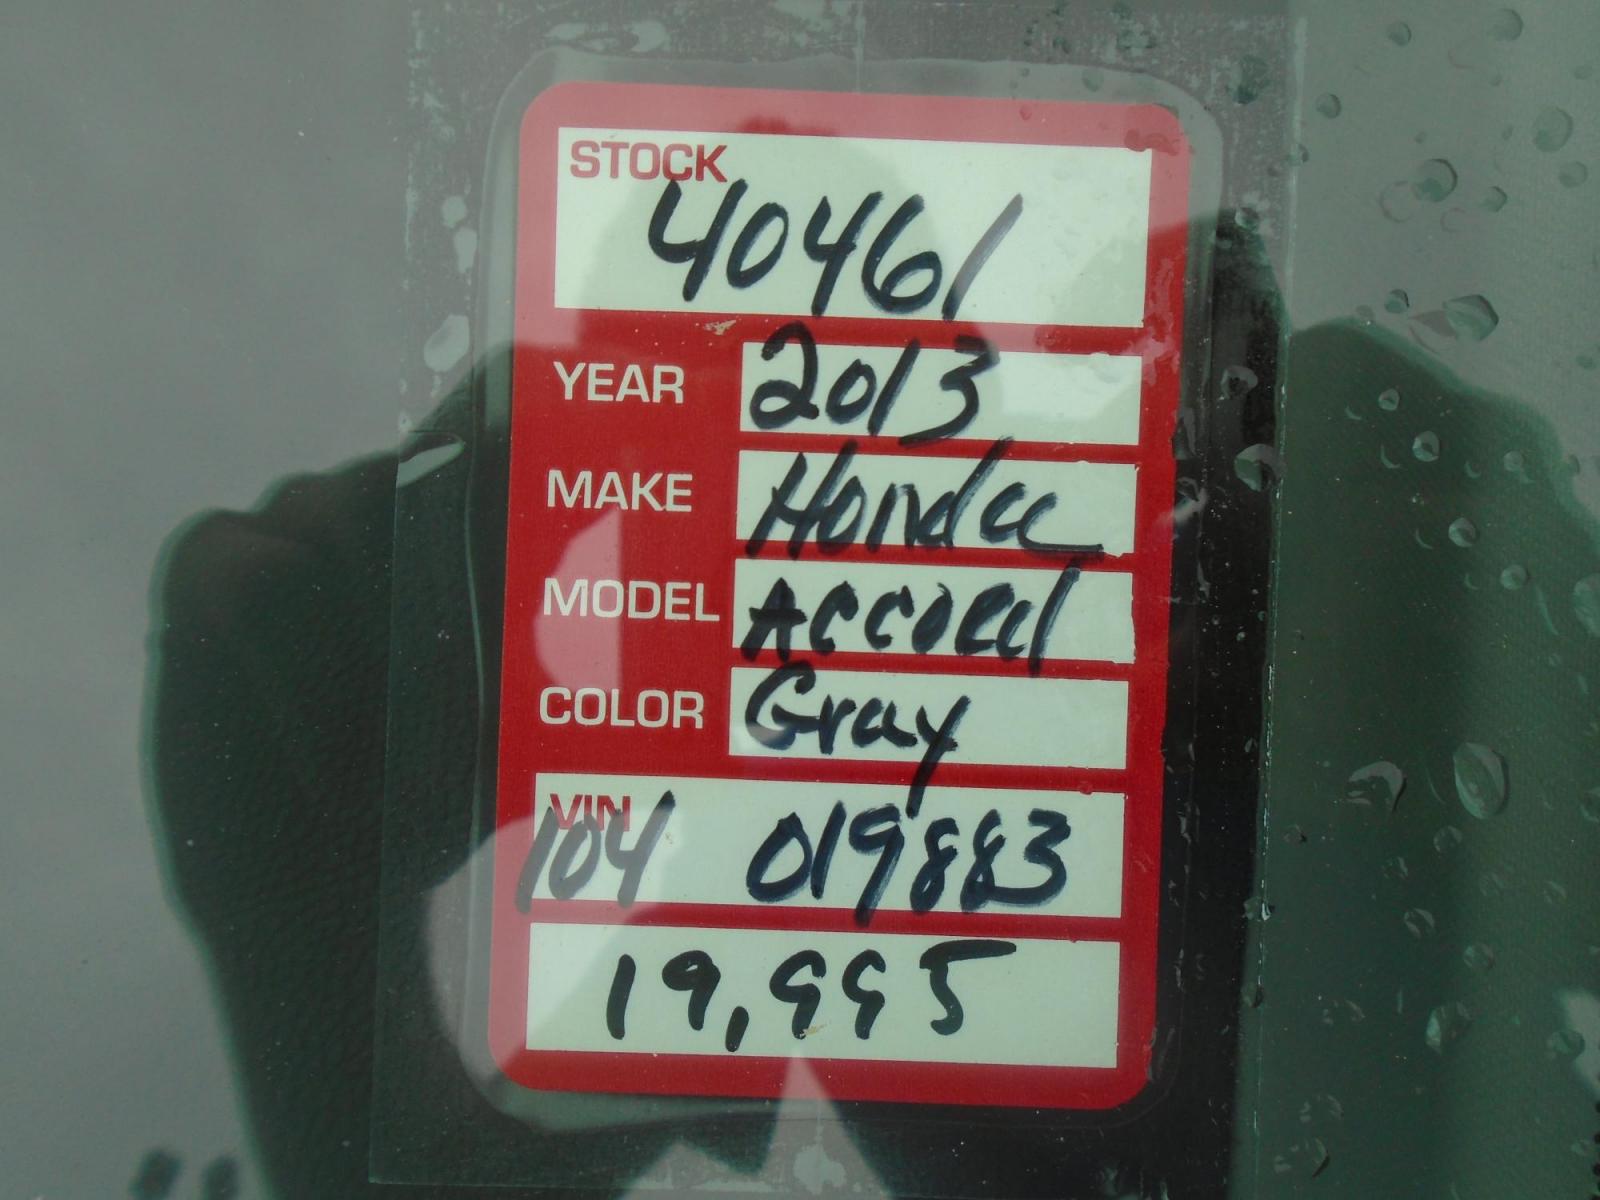 STOCK
40461
YEAR 2013
MAKE Honda
MODEL Accord
COLOR Gray
VIN
104 019883
19,995